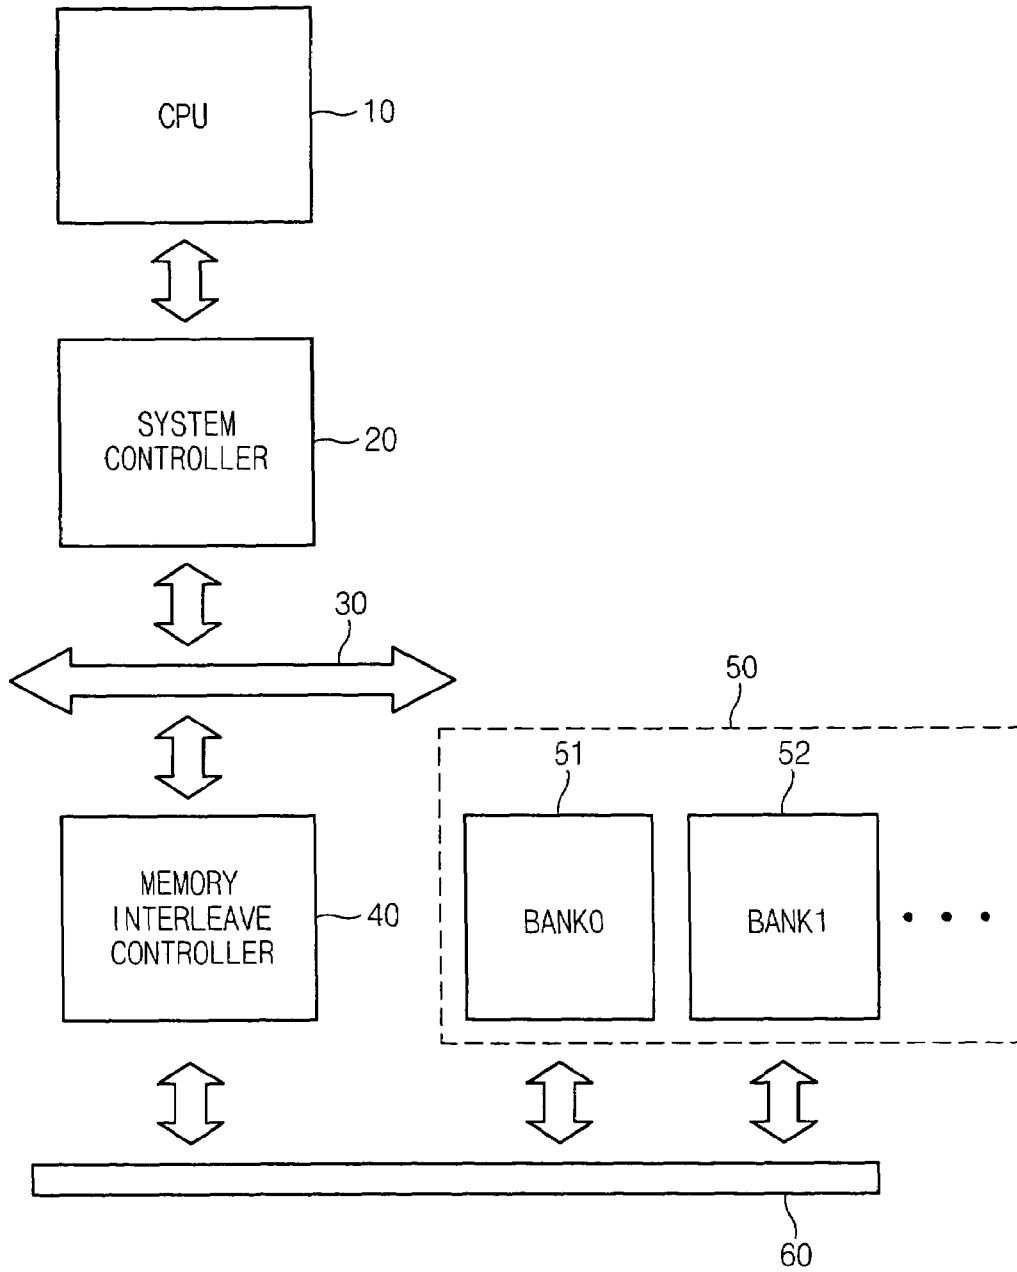 CPU
10
SYSTEM
CONTROLLER
20
30
50
51
52
MEMORY
INTERLEAVE
CONTROLLER
40
BANK0
BANK1
60